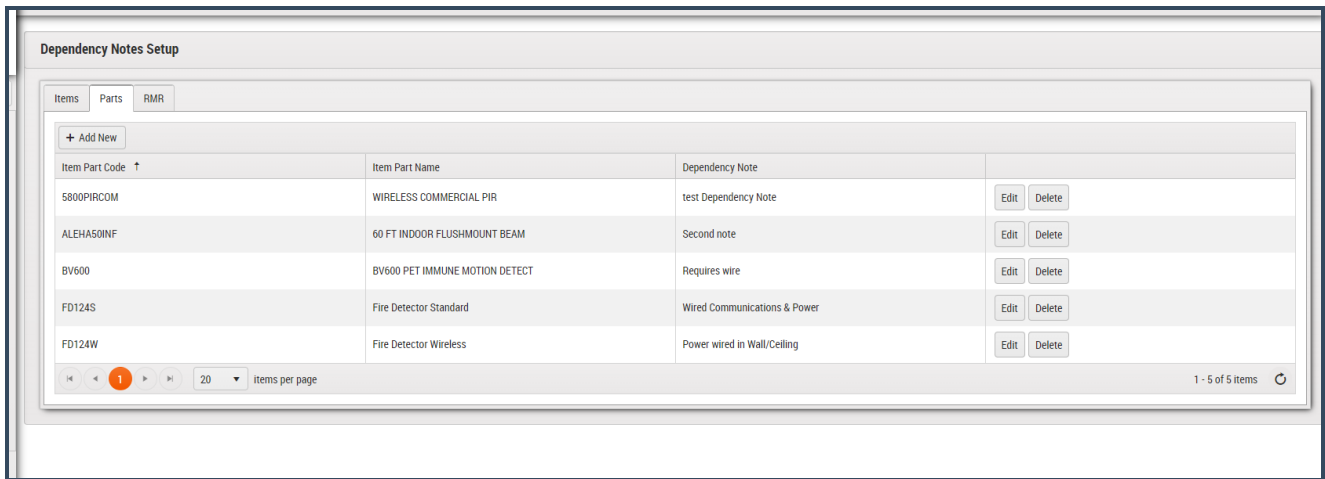 Dependency Notes Setup
Items Parts RMR
+ Add New
Item Part Code ↑ Item Part Name Dependency Note
5800PIRCOM WIRELESS COMMERCIAL PIR test Dependency Note Edit Delete
ALEHA50INF 60 FT INDOOR FLUSHMOUNT BEAM Second note Edit Delete
BV600 BV600 PET IMMUNE MOTION DETECT Requires wire Edit Delete
FD124S Fire Detector Standard Wired Communications & Power Edit Delete
FD124W Fire Detector Wireless Power wired in Wall/Ceiling Edit Delete
1 20 items per page 1 - 5 of 5 items